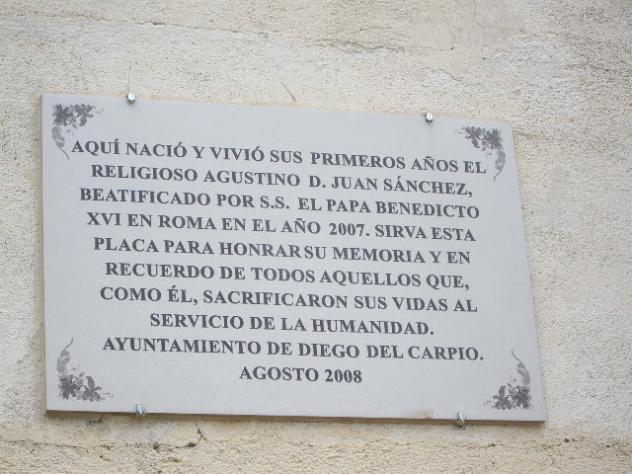 AQUÍ NACIÓ Y VIVIÓ SUS PRIMEROS AÑOS EL
RELIGIOSO AGUSTINO D. JUAN SÁNCHEZ,
BEATIFICADO POR S.S. EL PAPA BENEDICTO
XVI EN ROMA EN EL AÑO 2007. SIRVA ESTA
PLACA PARA HONRAR SU MEMORIA Y EN
RECUERDO DE TODOS AQUELLOS QUE,
COMO ÉL, SACRIFICARON SUS VIDAS AL
SERVICIO DE LA HUMANIDAD.
AYUNTAMIENTO DE DIEGO DEL CARPIO.
AGOSTO 2008